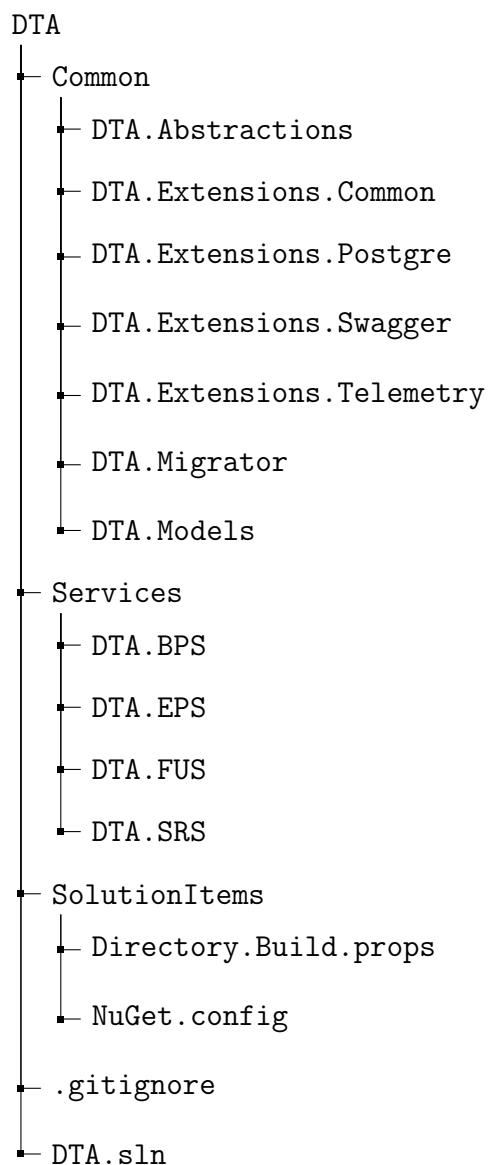 DTA
Common
DTA.Abstractions
DTA.Extensions.Common
DTA.Extensions.Postgre
DTA.Extensions.Swagger
DTA.Extensions.Telemetry
DTA.Migrator
DTA.Models
Services
DTA.BPS
DTA.EPS
DTA.FUS
DTA.SRS
SolutionItems
Directory.Build.props
NuGet.config
.gitignore
DTA.sln